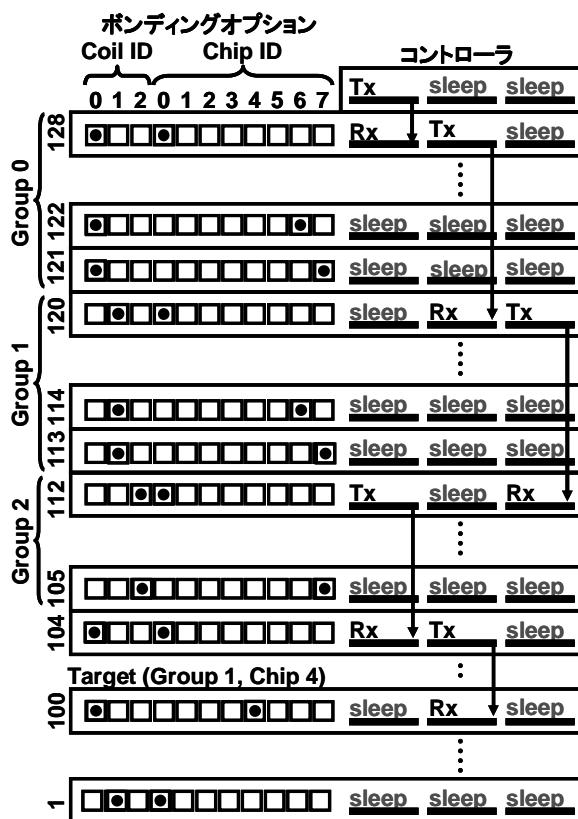 ボンディングオプション
Coil ID Chip ID
コントローラ
0 1 2 0 1 2 3 4 5 6 7
Tx sleep sleep
Group 0
128 Rx Tx sleep
122 sleep sleep sleep
121 sleep sleep sleep
Group 1
120 sleep Rx Tx
114 sleep sleep sleep
113 sleep sleep sleep
Group 2
112 Tx sleep Rx
105 sleep sleep sleep
104 Rx Tx sleep
Target (Group 1, Chip 4)
100 sleep Rx sleep
1 sleep sleep sleep